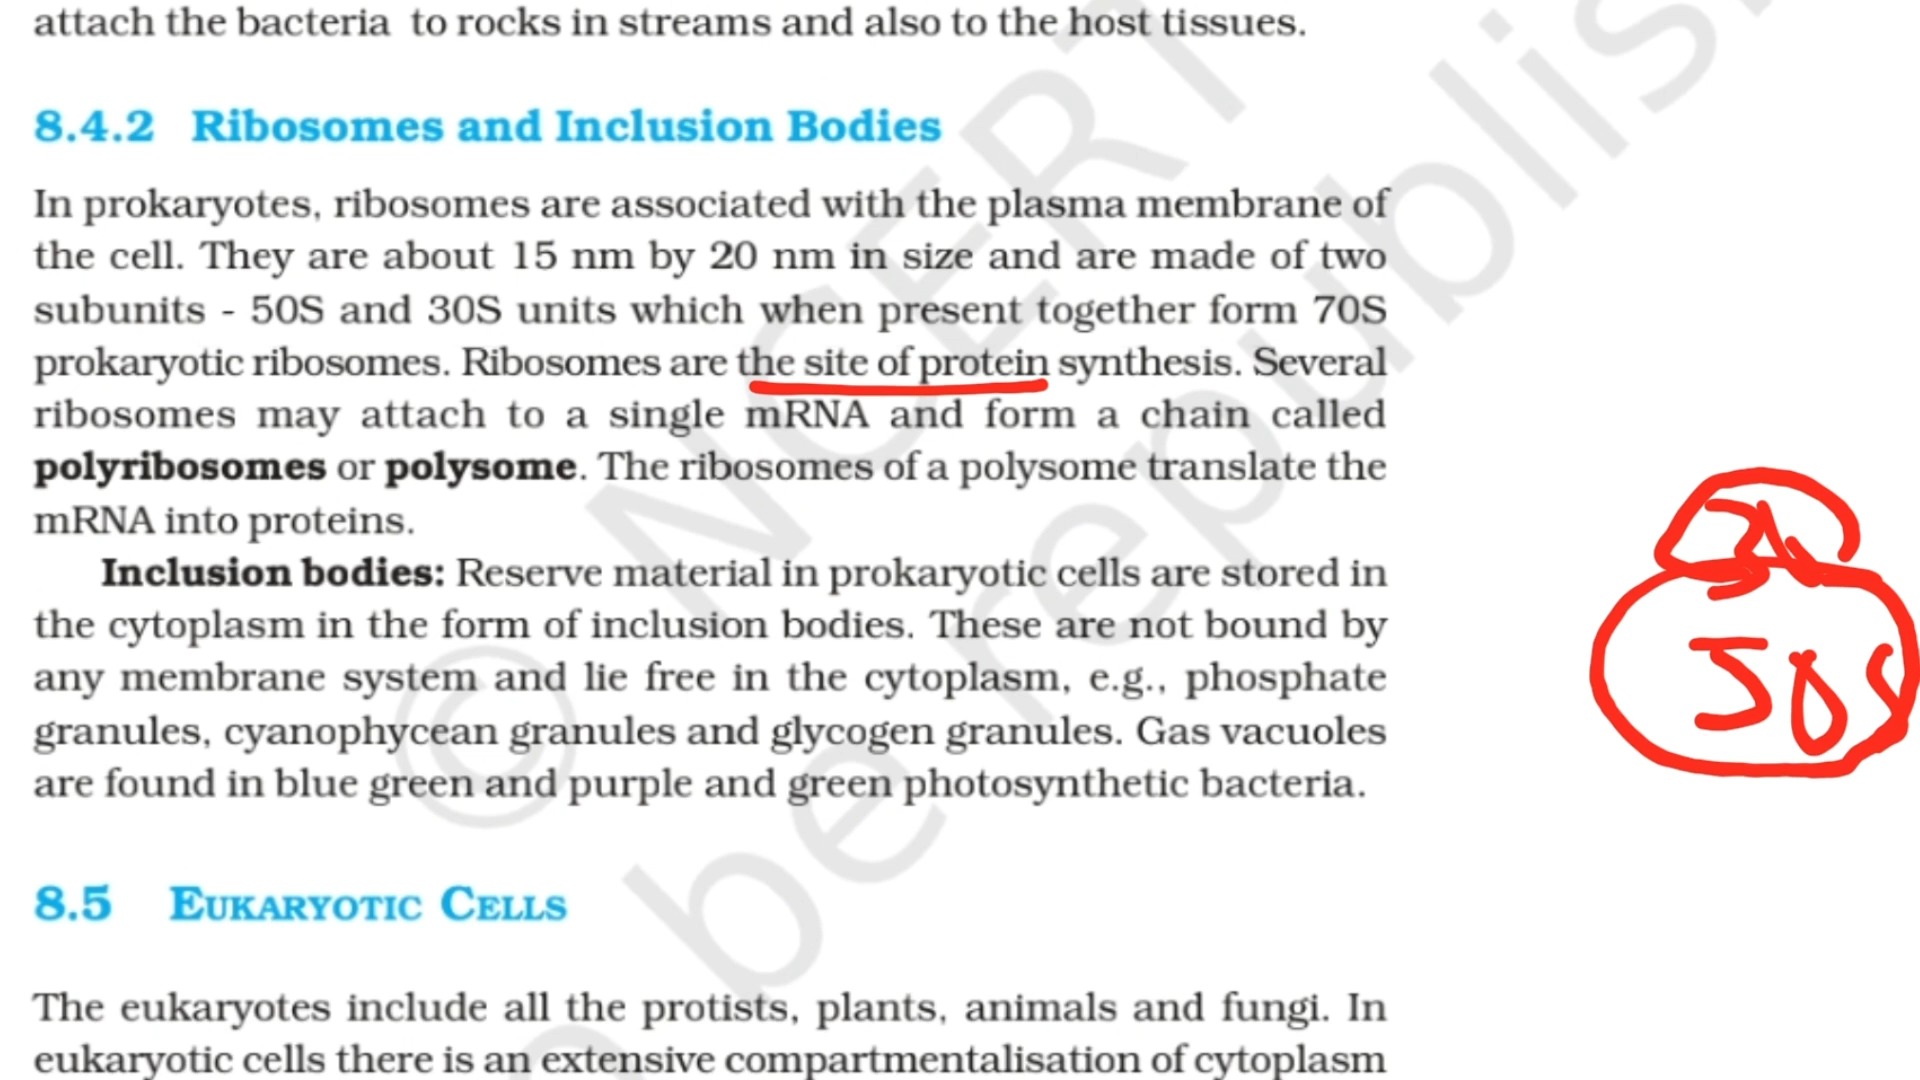 attach the bacteria to rocks in streams and also to the host tissues.
8.4.2 Ribosomes and Inclusion Bodies
In prokaryotes, ribosomes are associated with the plasma membrane of
the cell. They are about 15 nm by 20 nm in size and are made of two
subunits - 50S and 30S units which when present together form 70S
prokaryotic ribosomes. Ribosomes are the site of protein synthesis. Several
ribosomes may attach to a single mRNA and form a chain called
polyribosomes or polysome. The ribosomes of a polysome translate the
mRNA into proteins.
Inclusion bodies: Reserve material in prokaryotic cells are stored in
the cytoplasm in the form of inclusion bodies. These are not bound by
any membrane system and lie free in the cytoplasm, e.g., phosphate
granules, cyanophycean granules and glycogen granules. Gas vacuoles
are found in blue green and purple and green photosynthetic bacteria.
50S
8.5 EUKARYOTIC CELLS
The eukaryotes include all the protists, plants, animals and fungi. In
eukaryotic cells there is an extensive compartmentalisation of cytoplasm
© NCERT
be republis